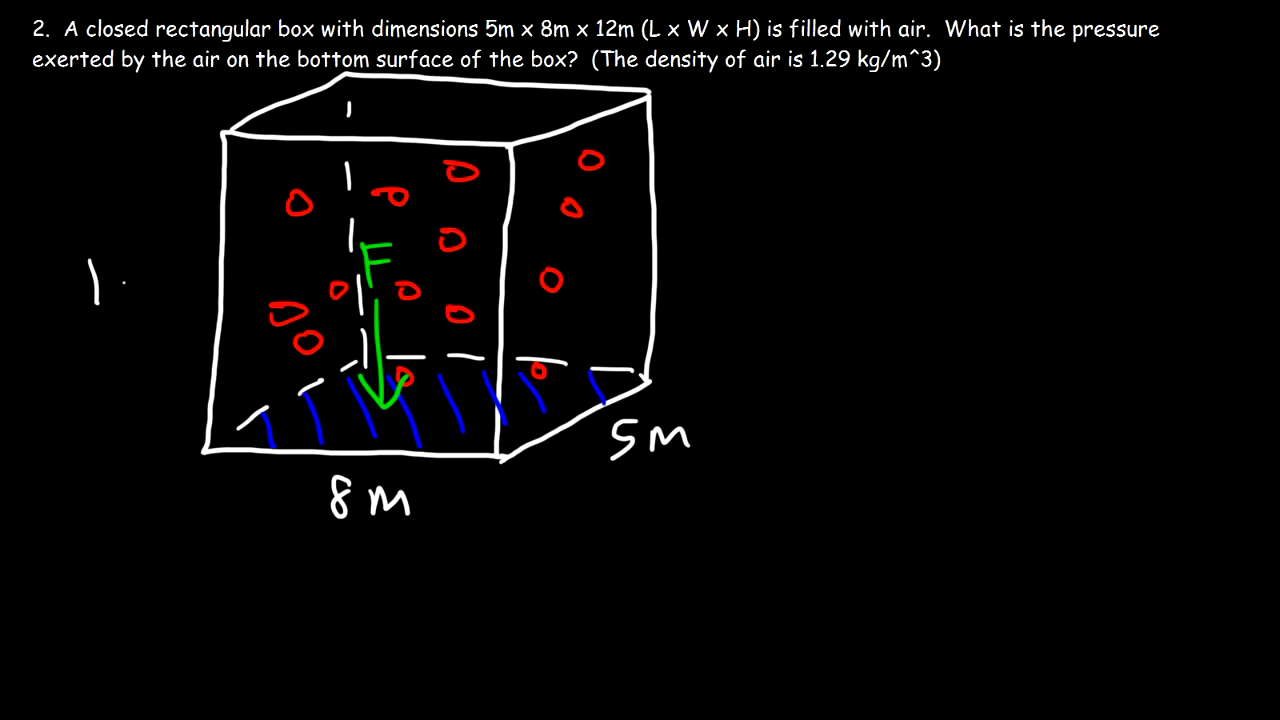 2. A closed rectangular box with dimensions 5m x 8m x 12m (L x W x H) is filled with air. What is the pressure
exerted by the air on the bottom surface of the box? (The density of air is 1.29 kg/m^3)
F
1
5 m
8 m